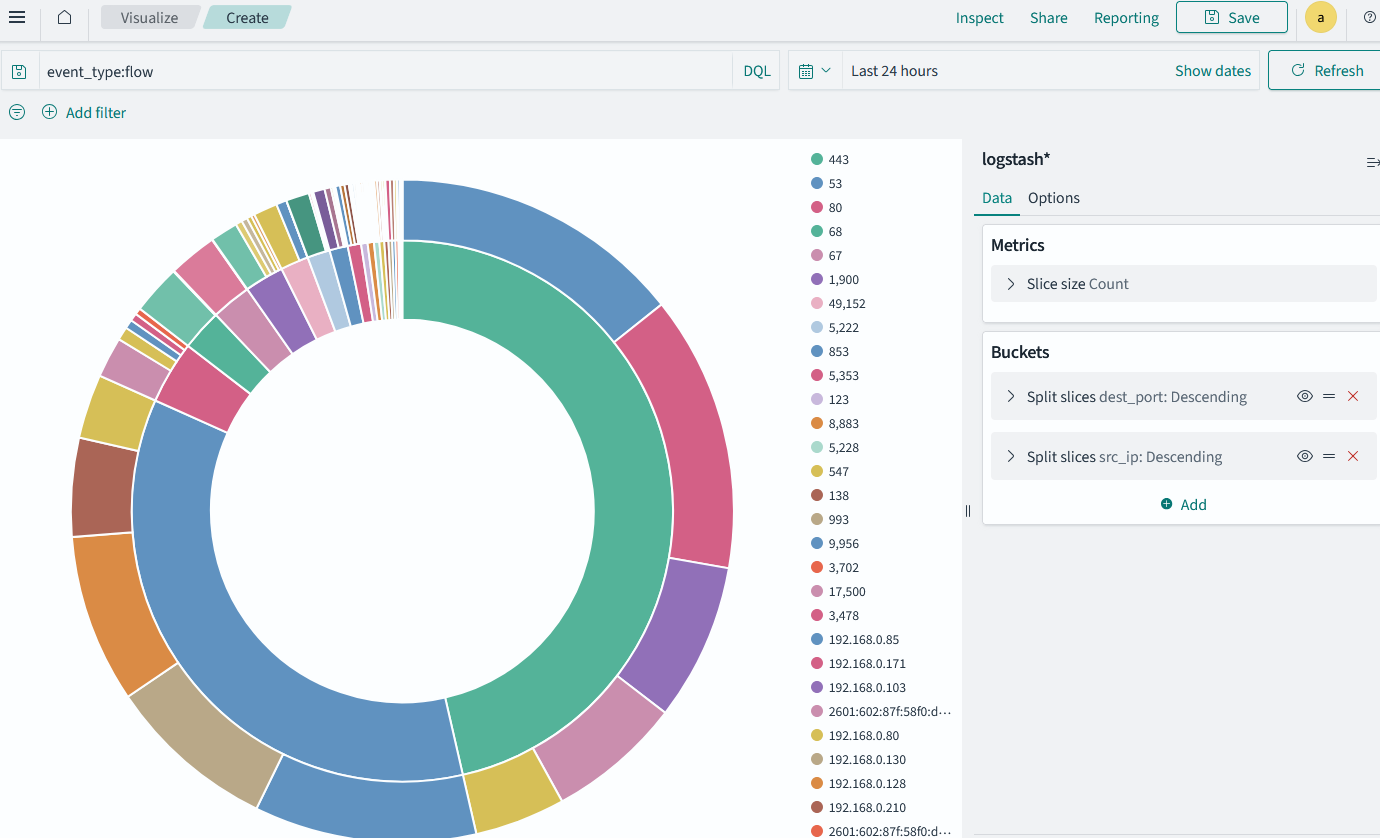 Visualize Create Inspect Share Reporting Save a
event_type:flow DQL Last 24 hours Show dates Refresh
Add filter
443
53
80
68
67
1,900
49,152
5,222
853
5,353
123
8,883
5,228
547
138
993
9,956
3,702
17,500
3,478
192.168.0.85
192.168.0.171
192.168.0.103
2601:602:87f:58f0:d···
192.168.0.80
192.168.0.130
192.168.0.128
192.168.0.210
2601:602:87f:58f0:d···
logstash*
Data Options
Metrics
Slice size Count
Buckets
Split slices dest_port: Descending
Split slices src_ip: Descending
Add